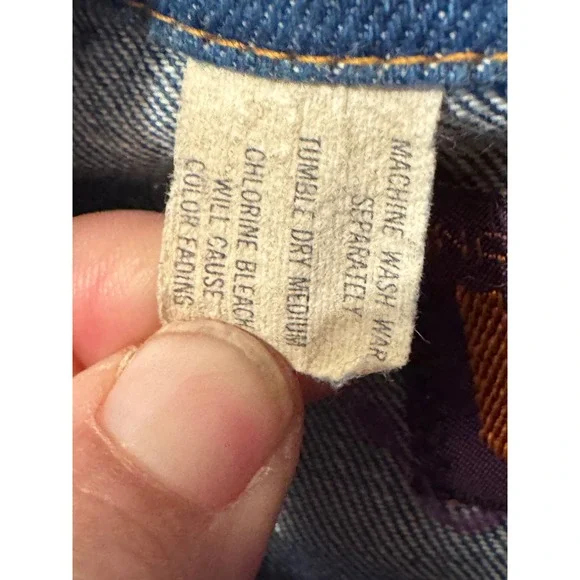 MACHINE WASH WAR
SEPARATELY
TUMBLE DRY MEDIUM
CHLORINE BLEACH
WILL CAUSE
COLOR FADING